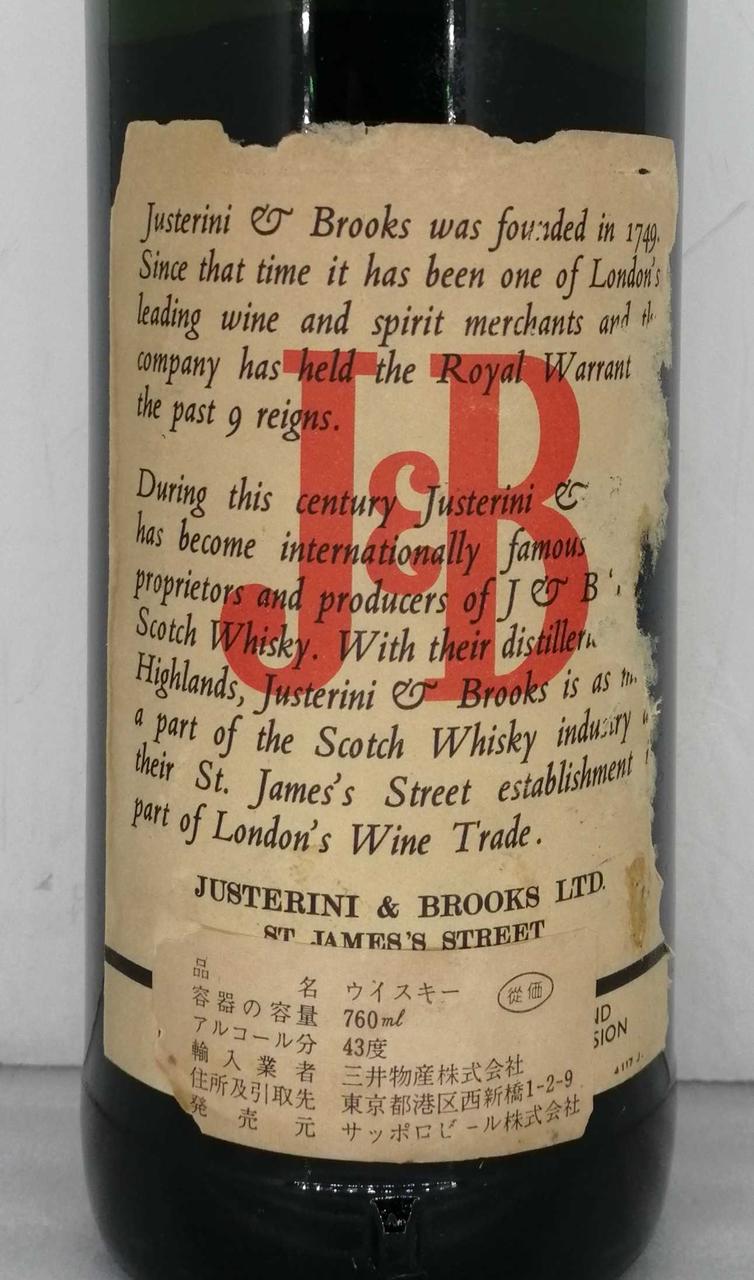 Justerini & Brooks was founded in 1749.
Since that time it has been one of London's
leading wine and spirit merchants and
company has held the Royal Warrant
the past 9 reigns.
During this century Justerini &
has become internationally famous
proprietors and producers of J & B
Scotch Whisky. With their
Highlands, Justerini & Brooks is as
a part of the Scotch Whisky industry
their St. James's Street establishment
part of London's Wine Trade.
J&B
JUSTERINI & BROOKS LTD.
ST. JAMES'S STREET
品名 ウイスキー 従価
容器の容量 760ml
アルコール分 43度
輸入業者 三井物産株式会社
住所及引取先 東京都港区西新橋1-2-9
発売元 サッポロビール株式会社
ND
SION